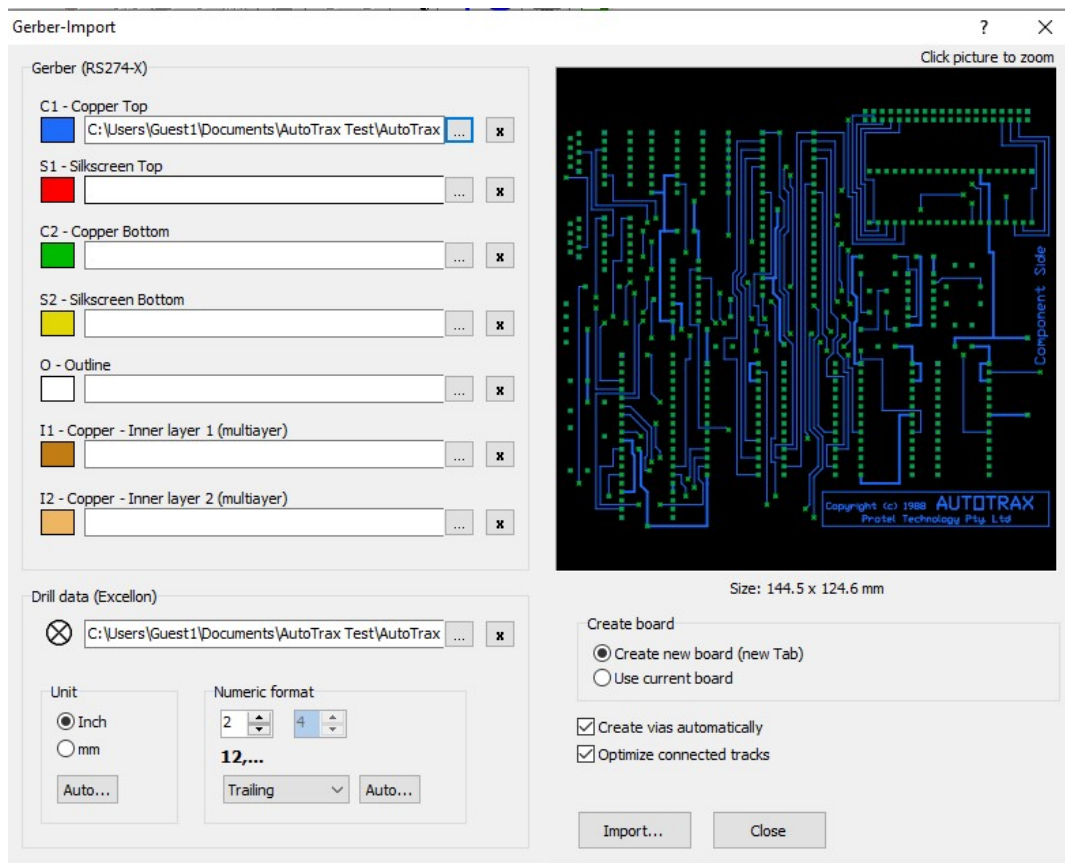 Gerber-Import
?
Click picture to zoom
Gerber (RS274-X)
C1 - Copper Top
C:\Users\Guest1\Documents\AutoTrax Test\AutoTrax
...
x
S1 - Silkscreen Top
...
x
C2 - Copper Bottom
...
x
S2 - Silkscreen Bottom
...
x
O - Outline
...
x
I1 - Copper - Inner layer 1 (multiayer)
...
x
I2 - Copper - Inner layer 2 (multiayer)
...
x
Component Side
Copyright (c) 1988 AUTOTRAX
Protel Technology Pty. Ltd
Size: 144.5 x 124.6 mm
Drill data (Excellon)
C:\Users\Guest1\Documents\AutoTrax Test\AutoTrax
...
x
Unit
Inch
mm
Auto...
Numeric format
2
4
12,...
Trailing
Auto...
Create board
Create new board (new Tab)
Use current board
Create vias automatically
Optimize connected tracks
Import...
Close